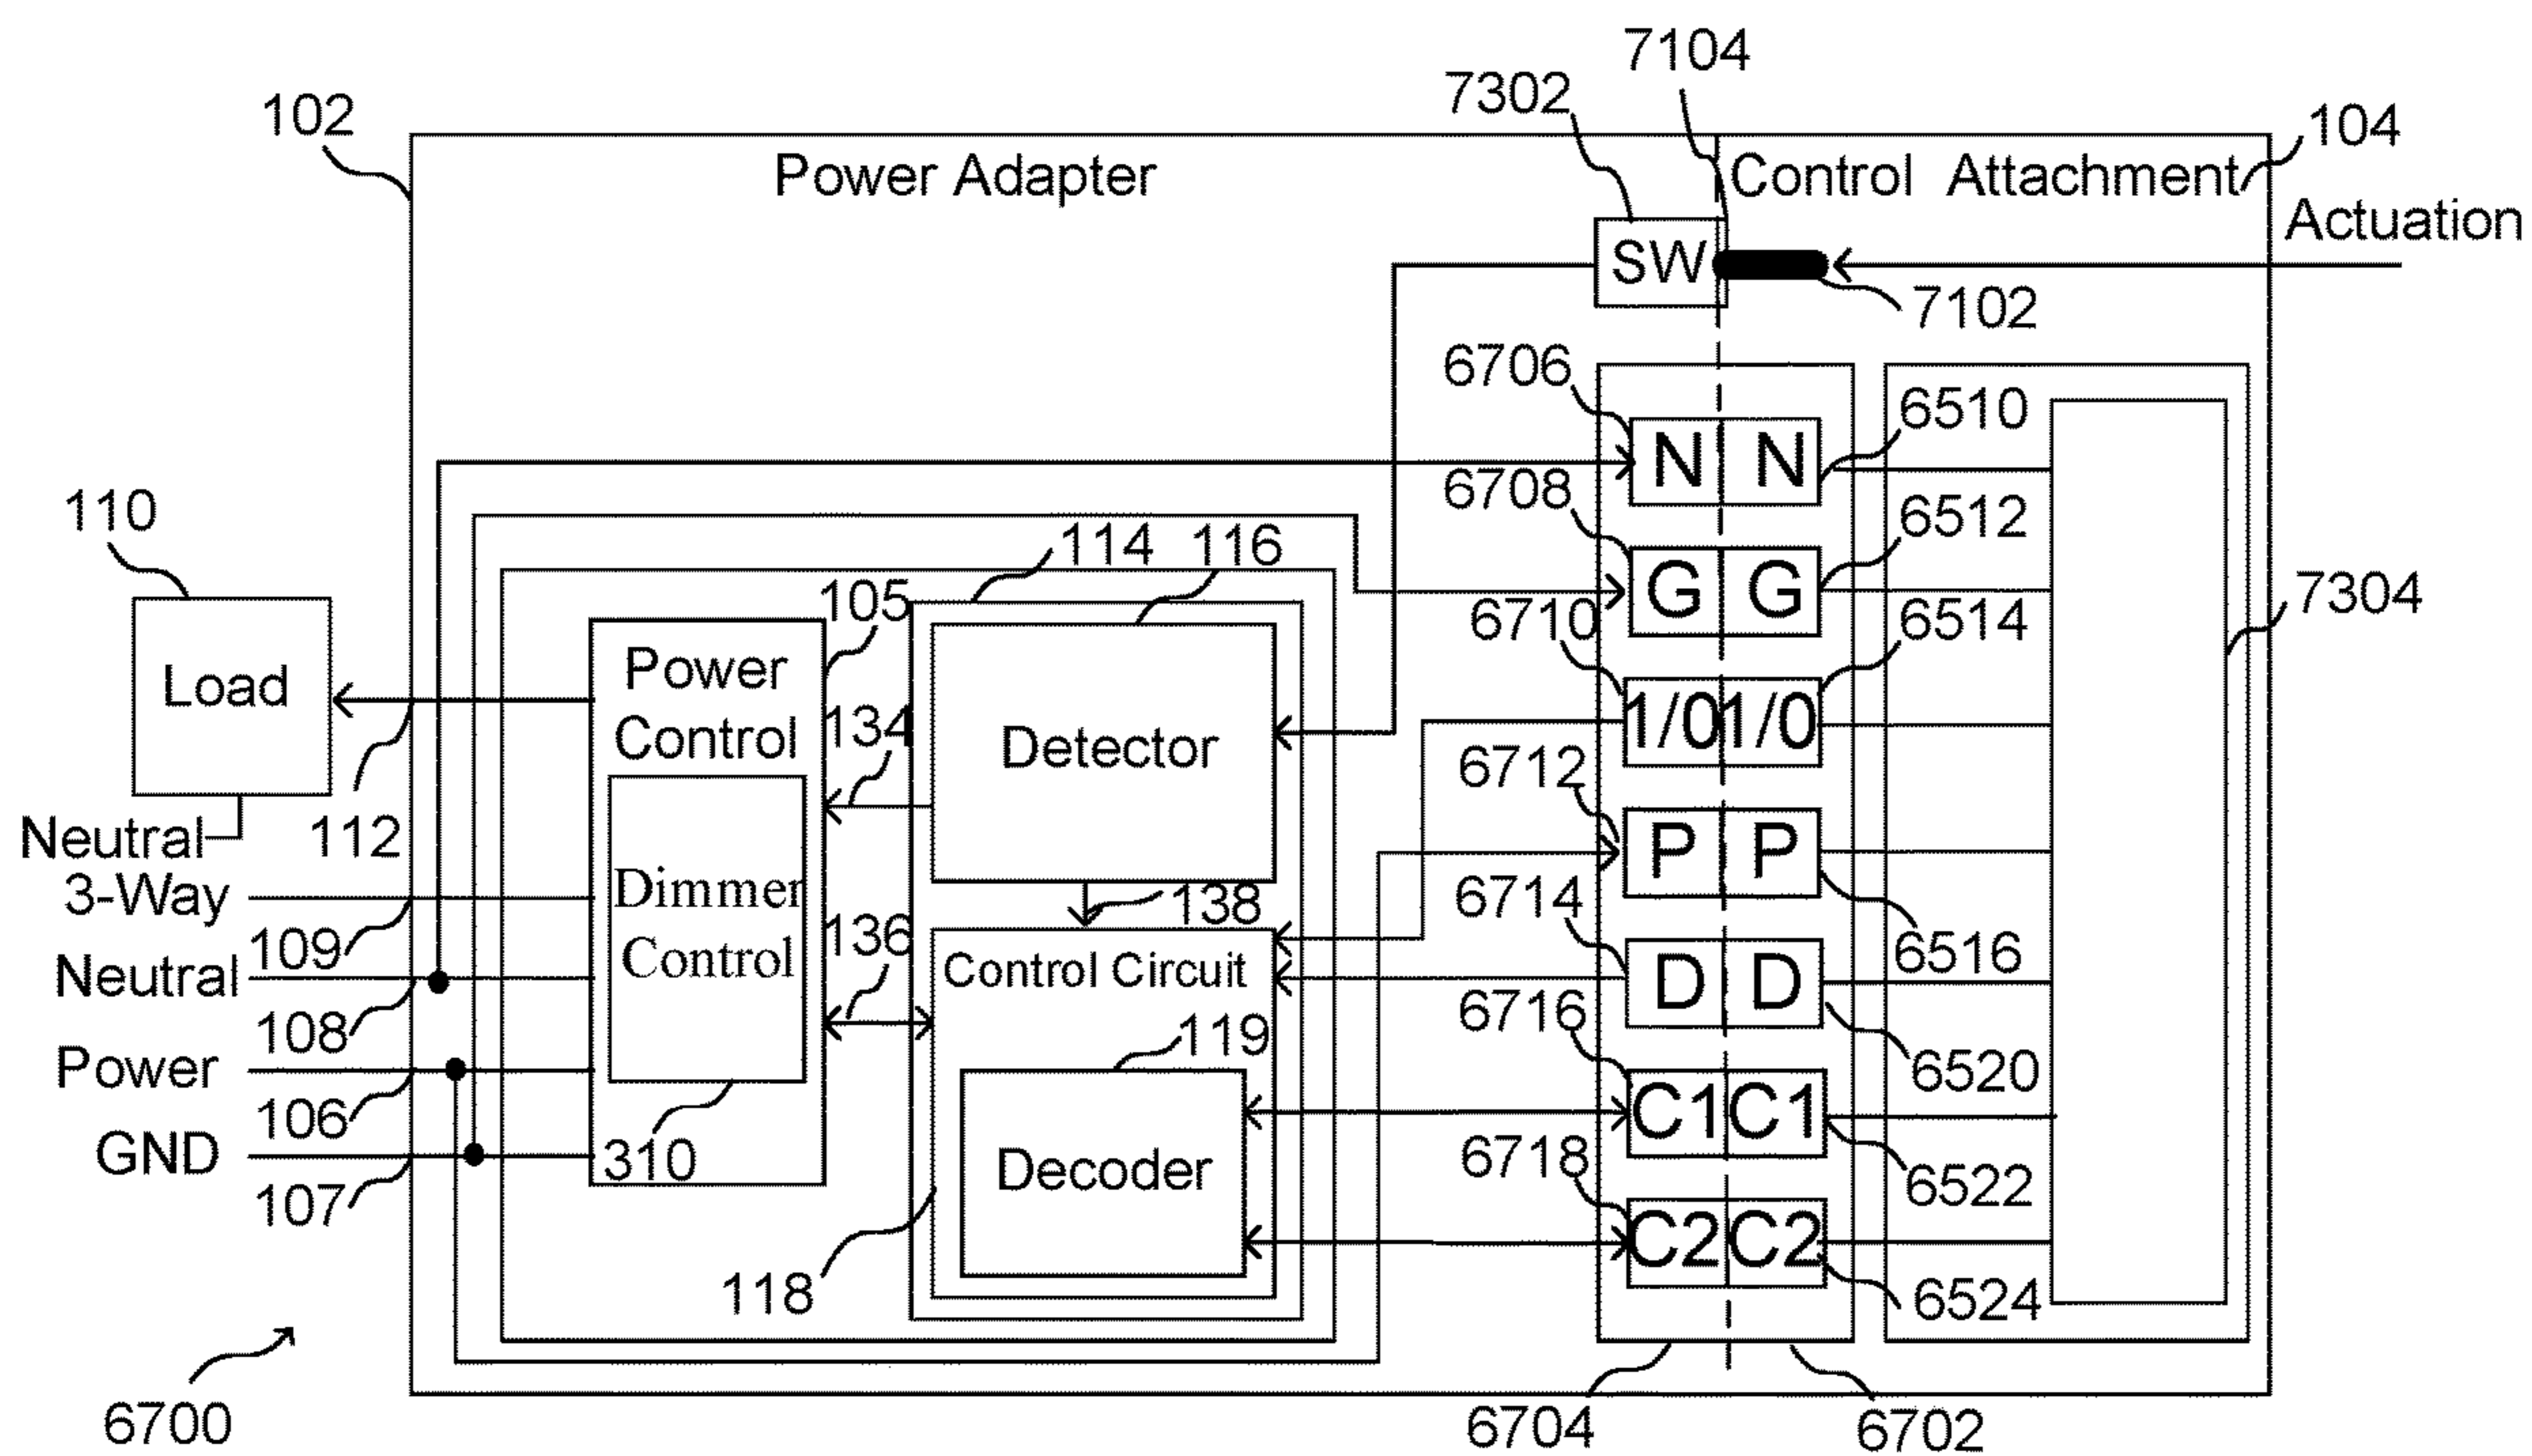 7104
7302
102
104
Power Adapter
Control Attachment
Actuation
SW
7102
6706
6510
N N
6708
6512
110
114
116
G G
105
7304
6710
6514
Load
Power
Control
134
Detector
1/0 1/0
6712
Neutral
112
P P
3-Way
Dimmer
Control
138
6714
109
136
6516
Neutral
Control Circuit
D D
108
6716
119
6520
Power
106
C1 C1
GND
310
Decoder
6718
107
6522
118
C2 C2
6524
6700
6704
6702